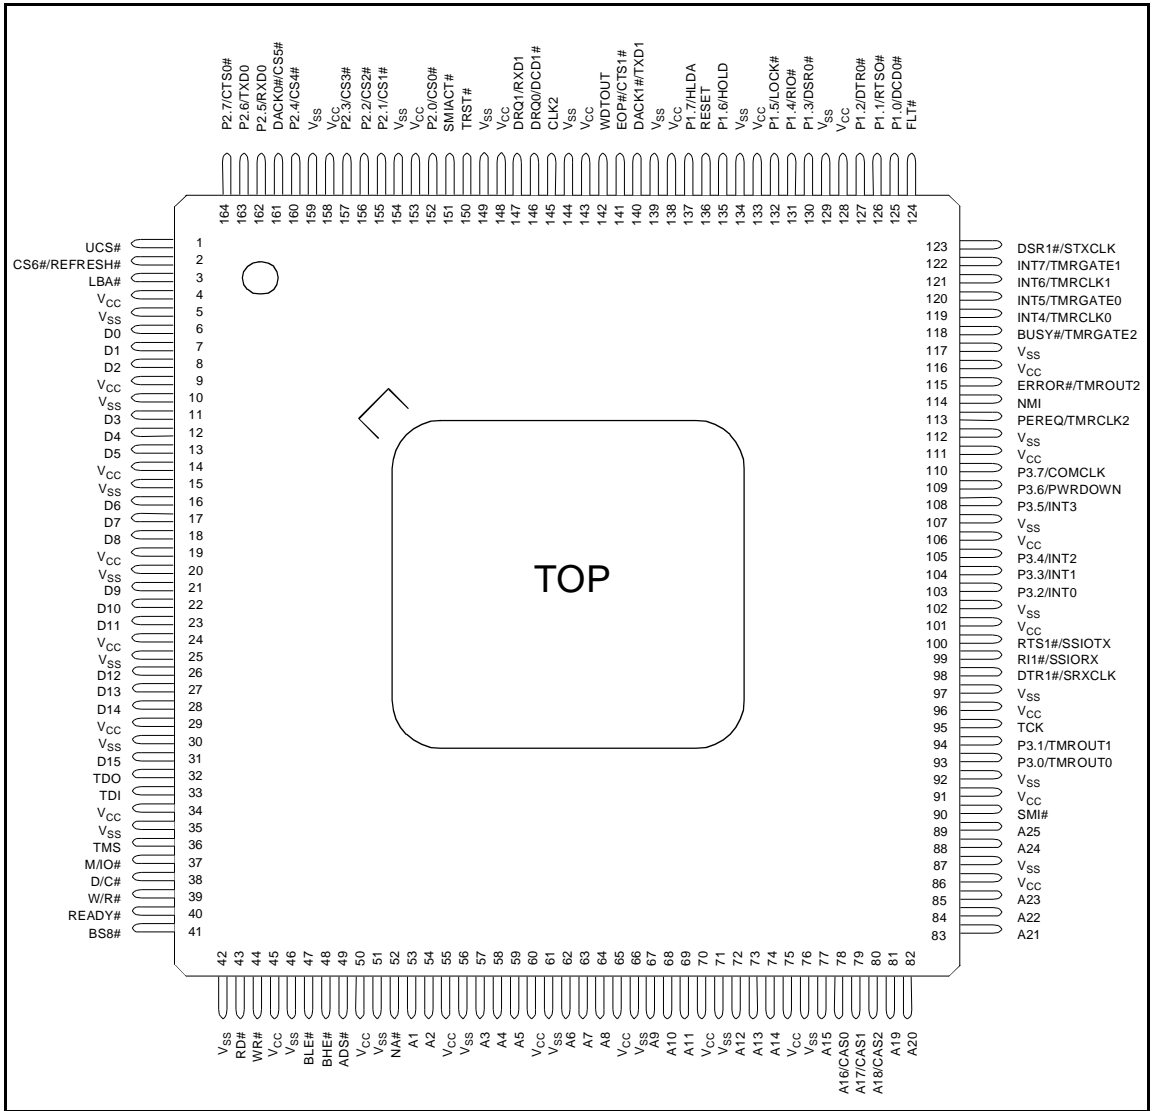 P2.7/CTS0#
P2.6/TXD0
P2.5/RXD0
DACK0#/CS5#
P2.4/CS4#
VSS
VCC
P2.3/CS3#
P2.2/CS2#
P2.1/CS1#
VSS
VCC
P2.0/CS0#
SMIACT#
TRST#
VSS
VCC
DRQ1/RXD1
DRQ0/DCD1#
CLK2
VSS
VCC
WDTOUT
EOP#/CTS1#
DACK1#/TXD1
VSS
VCC
P1.7/HLDA
RESET
P1.6/HOLD
VSS
VCC
P1.5/LOCK#
P1.4/RIO#
P1.3/DSR0#
VSS
VCC
P1.2/DTR0#
P1.1/RTSO#
P1.0/DCD0#
FLT#
164 163 162 161 160 159 158 157 156 155 154 153 152 151 150 149 148 147 146 145 144 143 142 141 140 139 138 137 136 135 134 133 132 131 130 129 128 127 126 125 124
UCS# 1
CS6#/REFRESH# 2
LBA# 3
VCC 4
VSS 5
D0 6
D1 7
D2 8
VCC 9
VSS 10
D3 11
D4 12
D5 13
VCC 14
VSS 15
D6 16
D7 17
D8 18
VCC 19
VSS 20
D9 21
D10 22
D11 23
VCC 24
VSS 25
D12 26
D13 27
D14 28
VCC 29
VSS 30
D15 31
TDO 32
TDI 33
VCC 34
VSS 35
TMS 36
M/IO# 37
D/C# 38
W/R# 39
READY# 40
BS8# 41
TOP
123 DSR1#/STXCLK
122 INT7/TMRGATE1
121 INT6/TMRCLK1
120 INT5/TMRGATE0
119 INT4/TMRCLK0
118 BUSY#/TMRGATE2
117 VSS
116 VCC
115 ERROR#/TMROUT2
114 NMI
113 PEREQ/TMRCLK2
112 VSS
111 VCC
110 P3.7/COMCLK
109 P3.6/PWRDOWN
108 P3.5/INT3
107 VSS
106 VCC
105 P3.4/INT2
104 P3.3/INT1
103 P3.2/INT0
102 VSS
101 VCC
100 RTS1#/SSIOTX
99 RI1#/SSIORX
98 DTR1#/SRXCLK
97 VSS
96 VCC
95 TCK
94 P3.1/TMROUT1
93 P3.0/TMROUT0
92 VSS
91 VCC
90 SMI#
89 A25
88 A24
87 VSS
86 VCC
85 A23
84 A22
83 A21
42 43 44 45 46 47 48 49 50 51 52 53 54 55 56 57 58 59 60 61 62 63 64 65 66 67 68 69 70 71 72 73 74 75 76 77 78 79 80 81 82
VSS
RD#
WR#
VCC
VSS
BLE#
BHE#
ADS#
VCC
VSS
NA#
A1
A2
VCC
VSS
A3
A4
A5
VCC
VSS
A6
A7
A8
VCC
VSS
A9
A10
A11
VCC
VSS
A12
A13
A14
VCC
VSS
A15
A16/CAS0
A17/CAS1
A18/CAS2
A19
A20